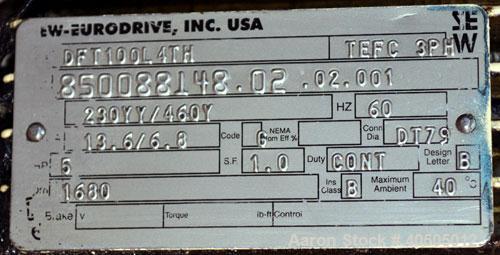 EW-EURODRIVE, INC. USA
SE
W
DFT100L4TH TEFC 3PH
850088148.02 .02.001
230YY/460Y HZ 60
13.6/6.8 Code G NEMA Nom Eff % Conn Dia DT79
HP 5 S.F. 1.0 Duty CONT Design Letter B
1680 Ins Class B Maximum Ambient 40 °C
Brake V Torque lb-ft Control